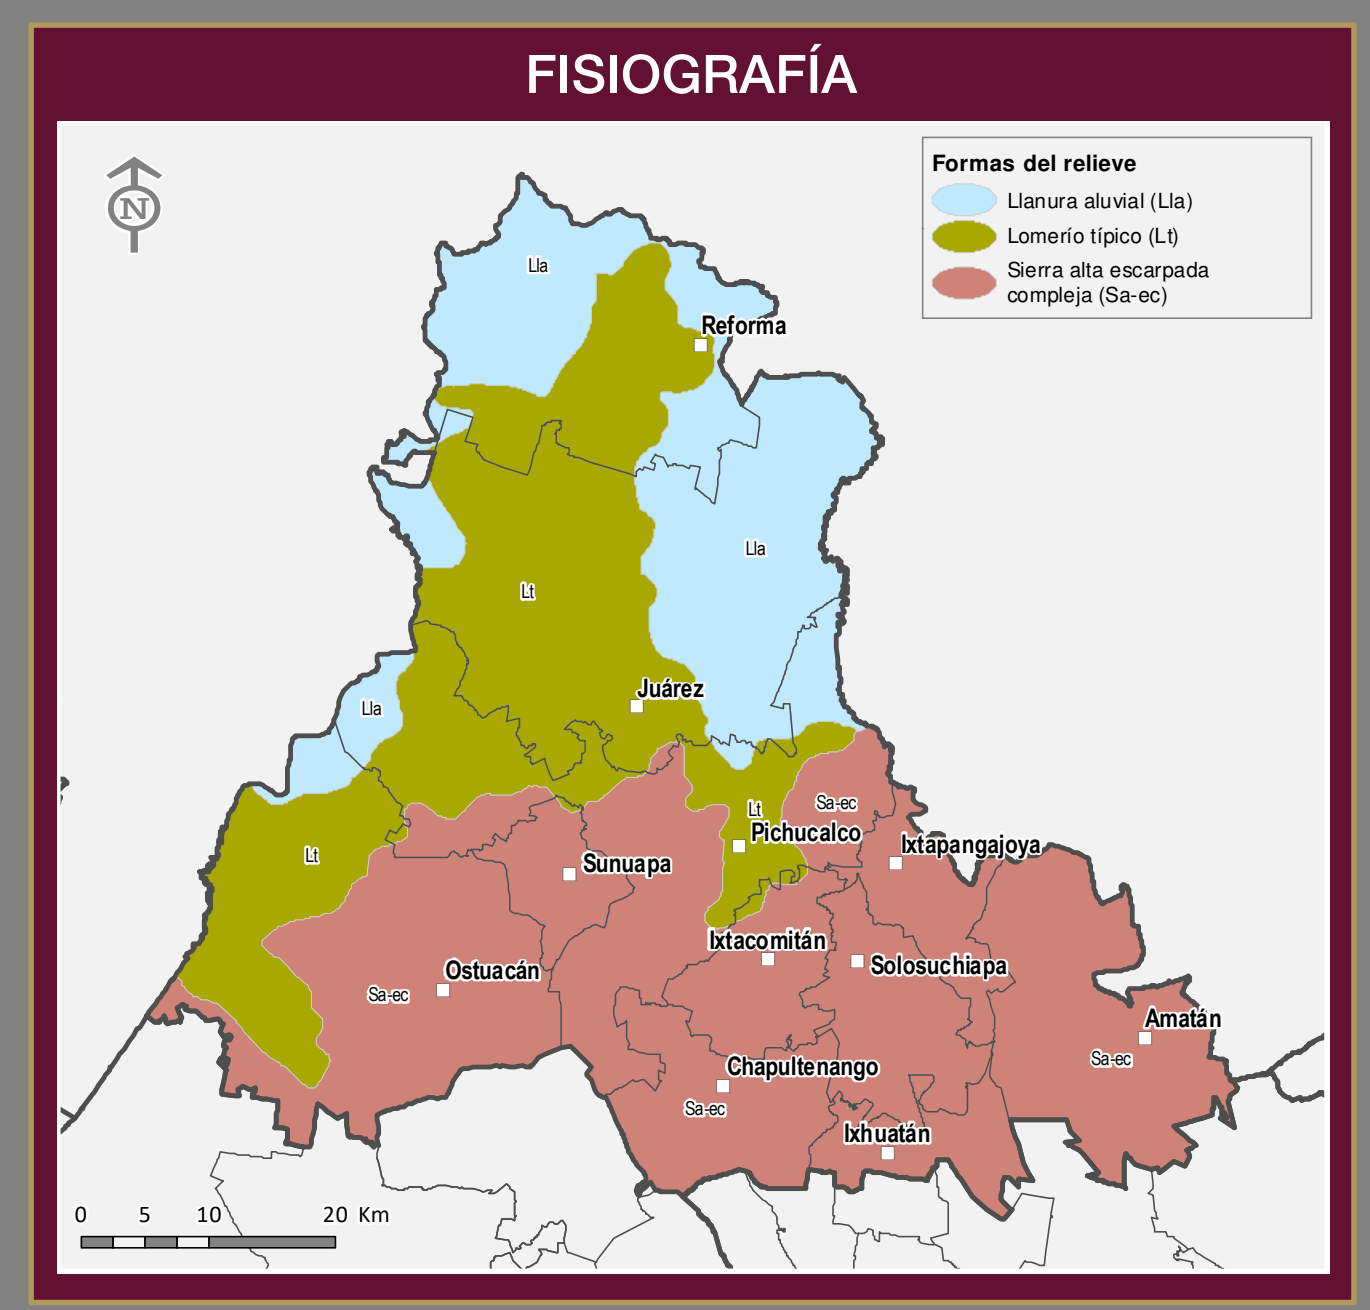 FISIOGRAFÍA
N
Formas del relieve
Llanura aluvial (Lla)
Lomerío típico (Lt)
Sierra alta escarpada
compleja (Sa-ec)
Lla
Reforma
Lla
Lt
Juárez
Lla
Sa-ec
Lt
Pichucalco
Ixtapangajoya
Lt
Sunuapa
Ixtacomitán
Solosuchiapa
Ostuacán
Sa-ec
Amatán
Sa-ec
Chapultenango
Sa-ec
Ixhuatán
0 5 10 20 Km